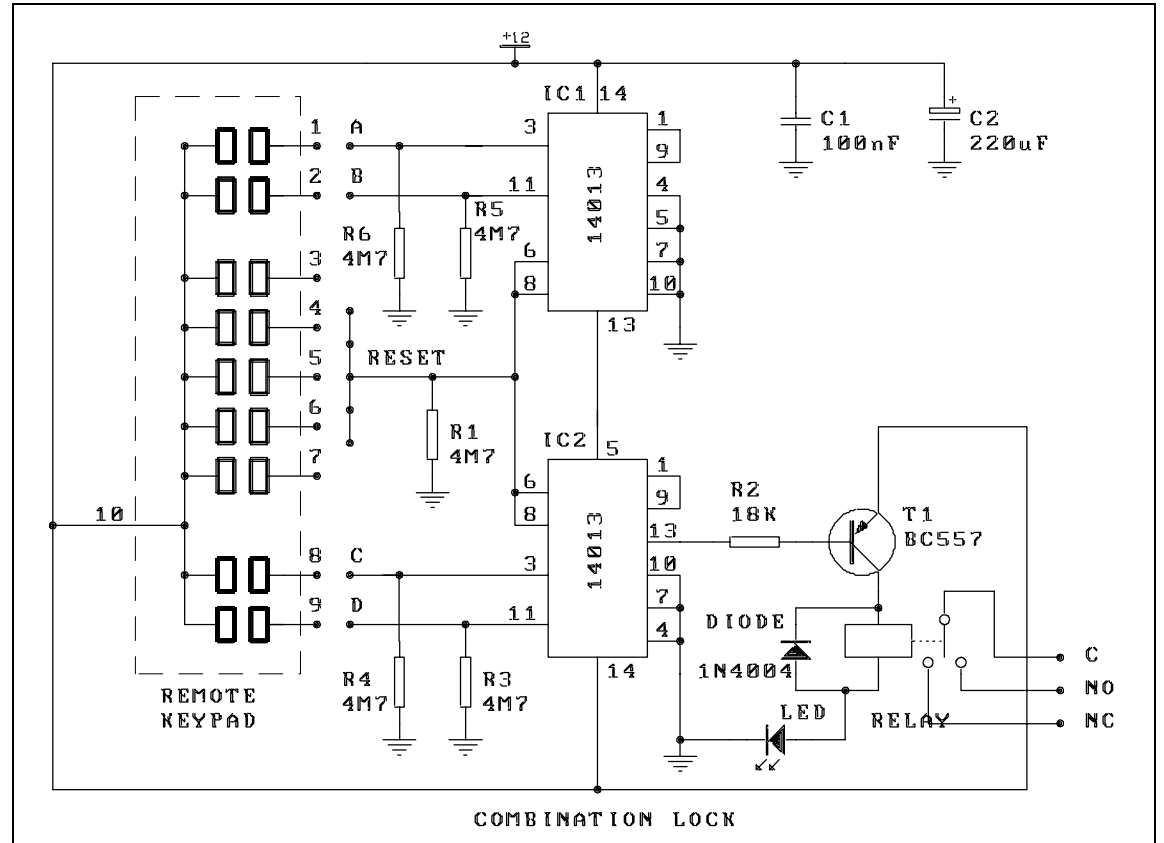 +12
IC1 14
1 A
3
1
C1
100nF
C2
220uF
9
2 B
11
4
14013
R5
4M7
R6
4M7
5
3
6
7
8
10
4
13
5
RESET
6
R1
4M7
IC2
5
7
6
1
R2
18K
8
9
T1
BC557
10
13
14013
8 C
3
10
7
9 D
11
DIODE
1N4004
4
C
R4
4M7
R3
4M7
14
NO
REMOTE
KEYPAD
LED
RELAY
NC
COMBINATION LOCK